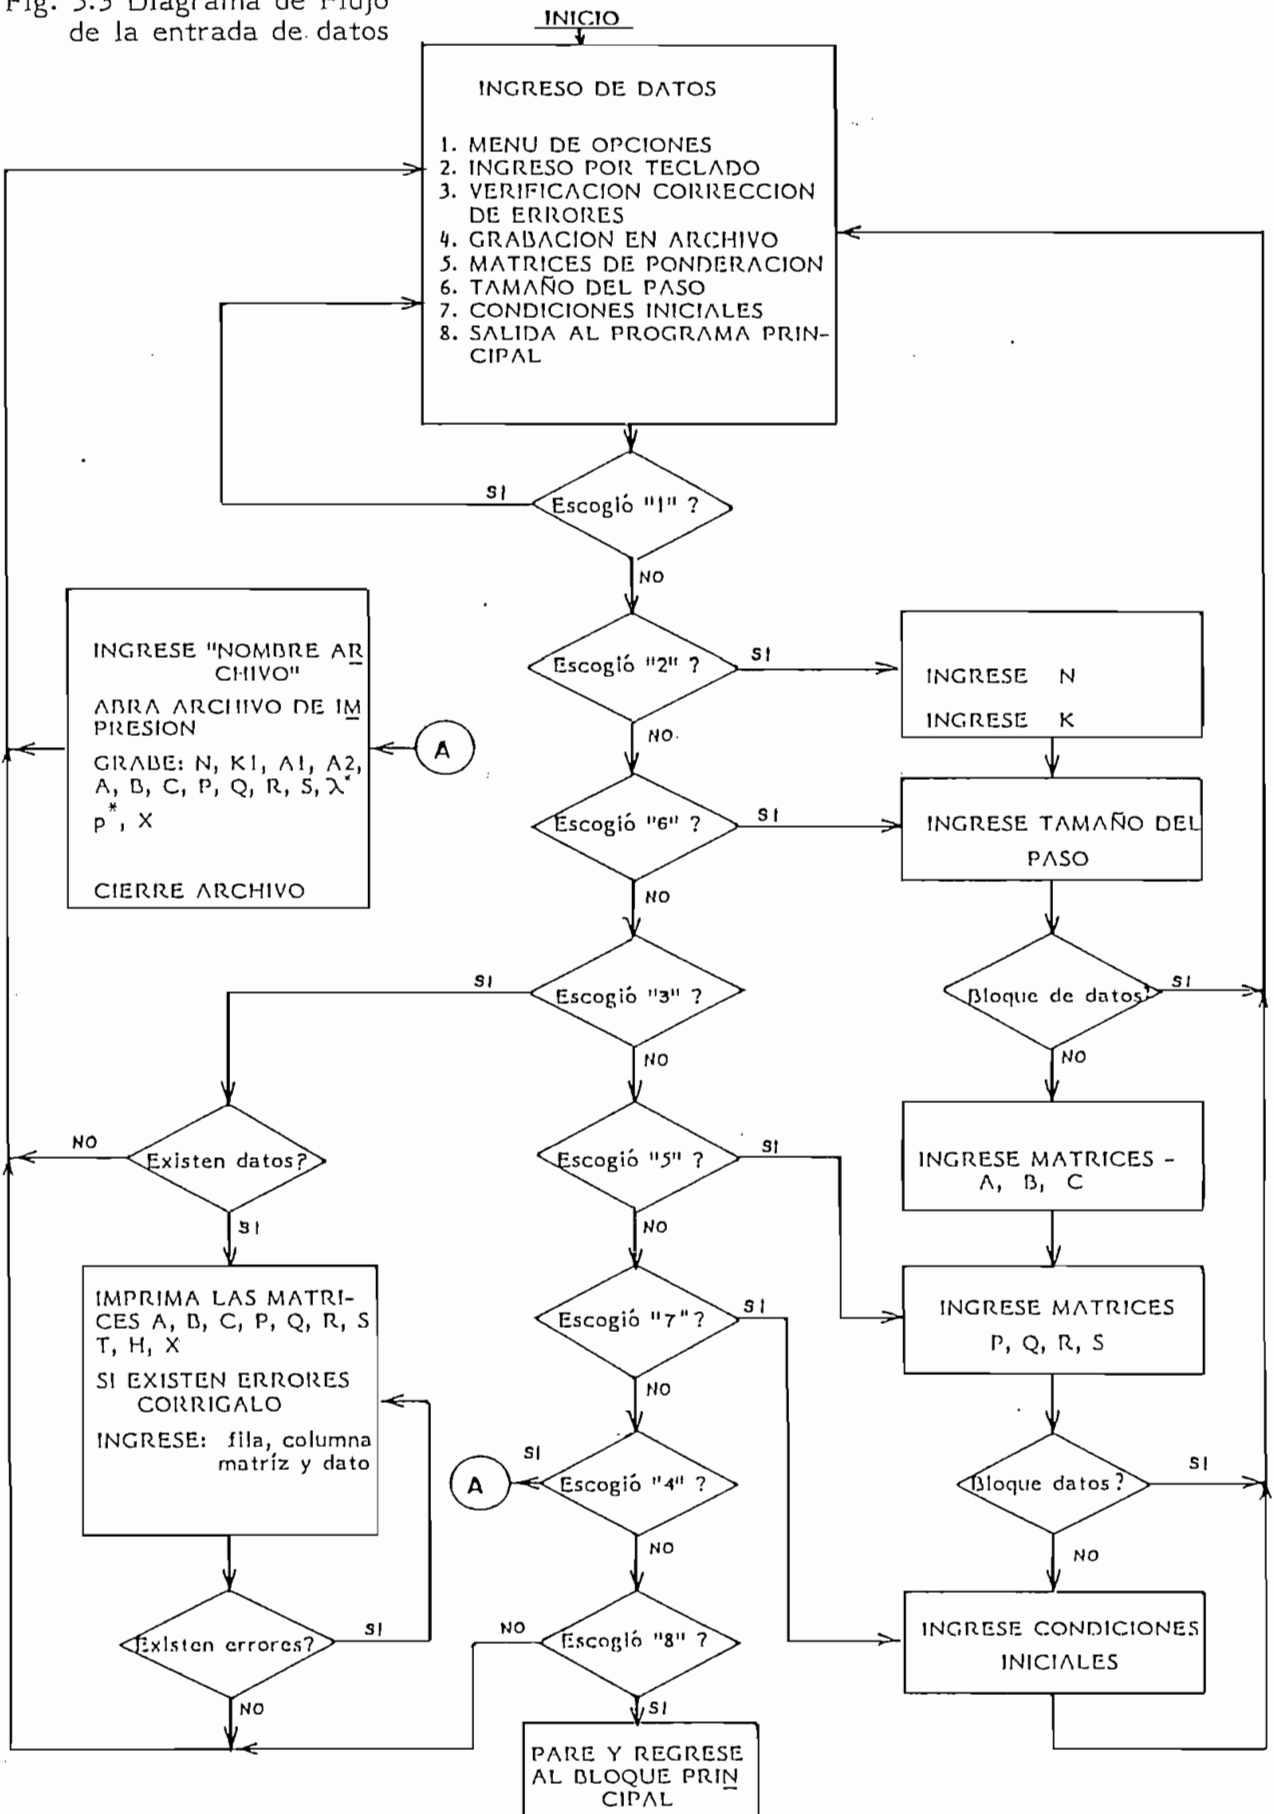 Fig. 5.5 Diagrama de Flujo
de la entrada de datos
INICIO
INGRESO DE DATOS
1. MENU DE OPCIONES
2. INGRESO POR TECLADO
3. VERIFICACION CORRECCION
DE ERRORES
4. GRABACION EN ARCHIVO
5. MATRICES DE PONDERACION
6. TAMAÑO DEL PASO
7. CONDICIONES INICIALES
8. SALIDA AL PROGRAMA PRIN-
CIPAL
SI
Escogió "1" ?
NO
Escogió "2" ?
SI
INGRESE N
INGRESE K
NO
INGRESE "NOMBRE AR
CHIVO"
ABRA ARCHIVO DE IM
PRESION
GRABE: N, K1, A1, A2,
A, B, C, P, Q, R, S, λ*
p*, X
CIERRE ARCHIVO
A
Escogió "6" ?
SI
INGRESE TAMAÑO DEL
PASO
NO
SI
Escogió "3" ?
Bloque de datos?
SI
NO
NO
NO
Existen datos?
Escogió "5" ?
SI
INGRESE MATRICES -
A, B, C
SI
NO
IMPRIMA LAS MATRI-
CES A, B, C, P, Q, R, S
T, H, X
SI EXISTEN ERRORES
CORRIGALO
INGRESE: fila, columna
matríz y dato
Escogió "7" ?
SI
INGRESE MATRICES
P, Q, R, S
NO
SI
A
Escogió "4" ?
Bloque datos?
SI
NO
NO
Existen errores?
SI
NO
Escogió "8" ?
INGRESE CONDICIONES
INICIALES
NO
SI
PARE Y REGRESE
AL BLOQUE PRIN
CIPAL